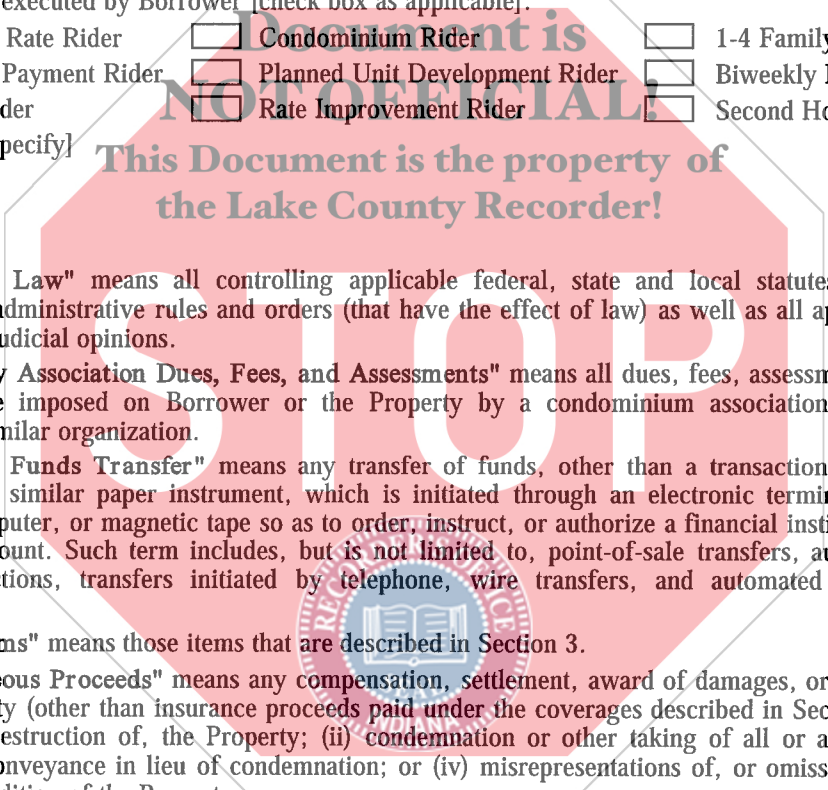 executed by Borrower [check box as applicable]:
Rate Rider Condominium Rider 1-4 Family
Payment Rider Planned Unit Development Rider Biweekly
der Rate Improvement Rider Second Ho
pecify]
Document is
NOT OFFICIAL!
This Document is the property of
the Lake County Recorder!
STOP
Law" means all controlling applicable federal, state and local statutes
administrative rules and orders (that have the effect of law) as well as all ap
udicial opinions.
y Association Dues, Fees, and Assessments" means all dues, fees, assessm
e imposed on Borrower or the Property by a condominium association
milar organization.
Funds Transfer" means any transfer of funds, other than a transaction
similar paper instrument, which is initiated through an electronic termin
puter, or magnetic tape so as to order, instruct, or authorize a financial insti
ount. Such term includes, but is not limited to, point-of-sale transfers, au
tions, transfers initiated by telephone, wire transfers, and automated
ms" means those items that are described in Section 3.
ous Proceeds" means any compensation, settlement, award of damages, or
ty (other than insurance proceeds paid under the coverages described in Sec
estruction of, the Property; (ii) condemnation or other taking of all or a
onveyance in lieu of condemnation; or (iv) misrepresentations of, or omiss
SEAL
INDIANA